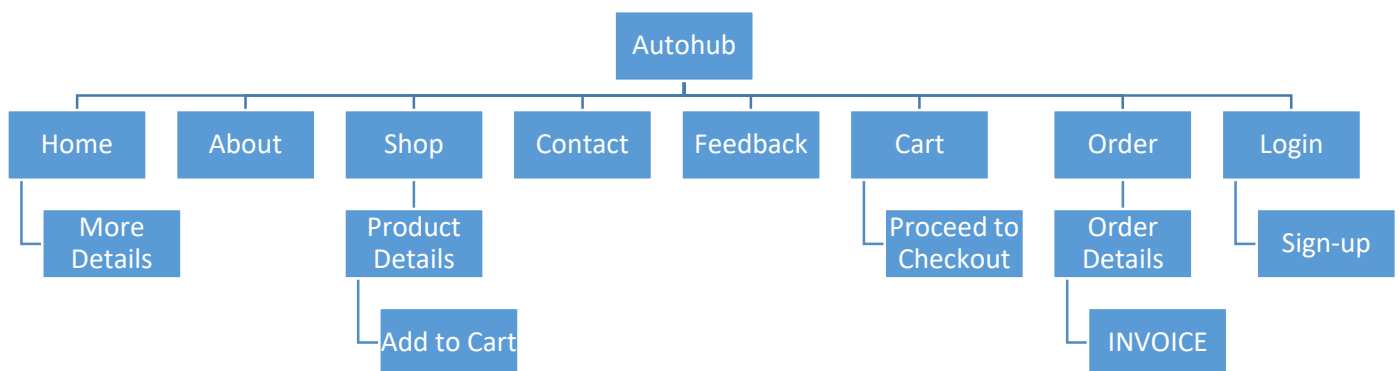 Autohub
Home
About
Shop
Contact
Feedback
Cart
Order
Login
More
Details
Product
Details
Proceed to
Checkout
Order
Details
Sign-up
Add to Cart
INVOICE